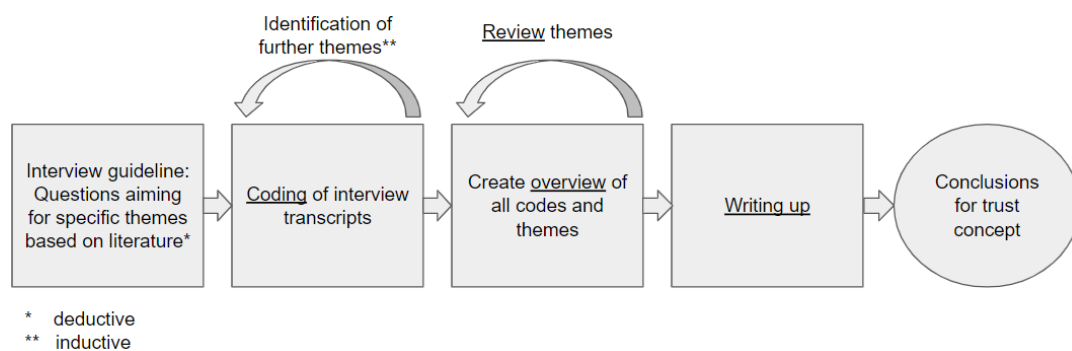 Identification of
further themes**
Review themes
Interview guideline:
Questions aiming
for specific themes
based on literature*
Coding of interview
transcripts
Create overview of
all codes and
themes
Writing up
Conclusions
for trust
concept
* deductive
** inductive